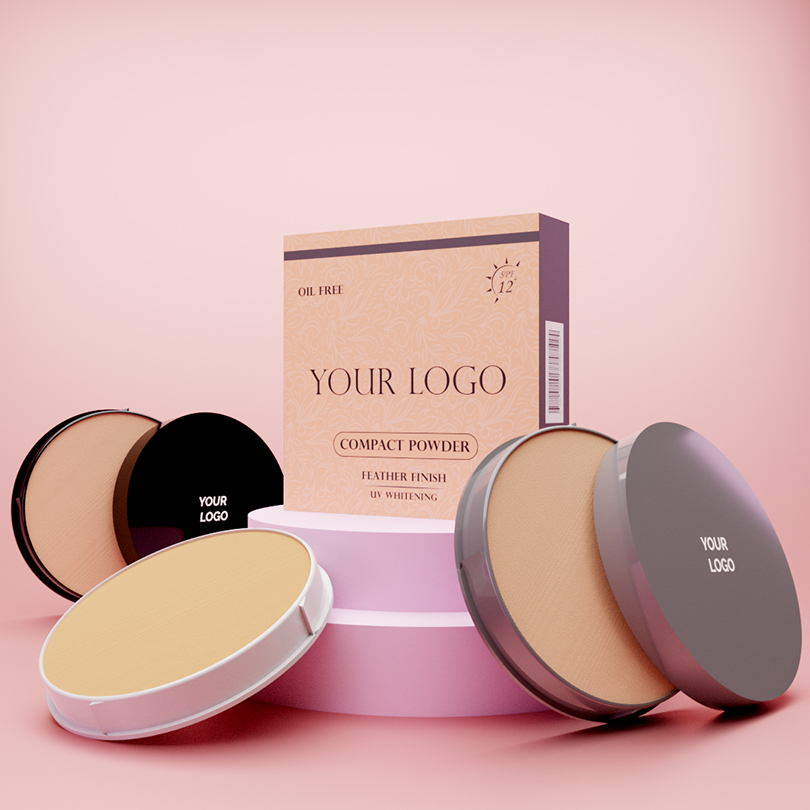 OIL FREE
SPF
12+
YOUR LOGO
COMPACT POWDER
FEATHER FINISH
UV WHITENING
YOUR
LOGO
YOUR
LOGO